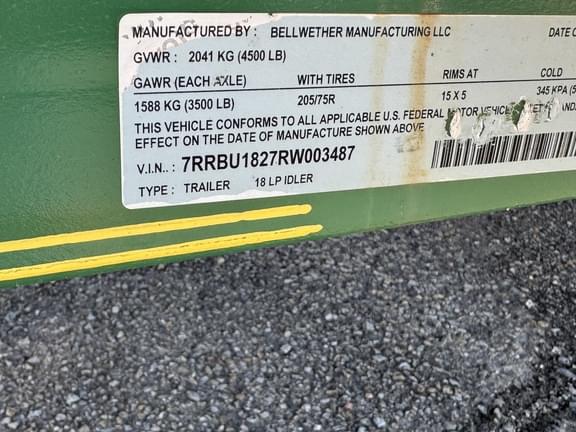 MANUFACTURED BY : BELLWETHER MANUFACTURING LLC DATE O
GVWR : 2041 KG (4500 LB)
GAWR (EACH AXLE) WITH TIRES RIMS AT COLD
1588 KG (3500 LB) 205/75R 15 X 5 345 KPA (5
THIS VEHICLE CONFORMS TO ALL APPLICABLE U.S. FEDERAL MOTOR
EFFECT ON THE DATE OF MANUFACTURE SHOWN ABOVE
V.I.N.: 7RRBU1827RW003487
TYPE : TRAILER 18 LP IDLER